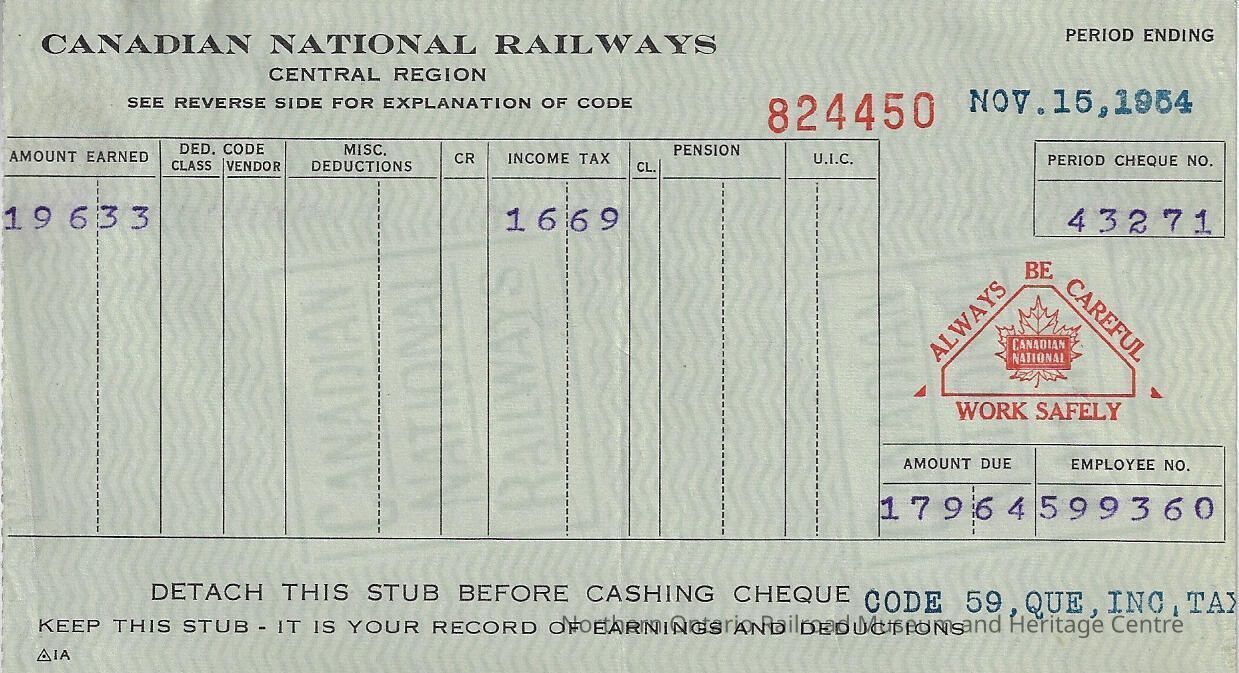 CANADIAN NATIONAL RAILWAYS
PERIOD ENDING
CENTRAL REGION
SEE REVERSE SIDE FOR EXPLANATION OF CODE
824450
NOV.15,1954
AMOUNT EARNED
DED. CODE
CLASS VENDOR
MISC.
DEDUCTIONS
CR
INCOME TAX
CL.
PENSION
U.I.C.
PERIOD CHEQUE NO.
19633
1669
43271
ALWAYS BE CAREFUL
CANADIAN
NATIONAL
WORK SAFELY
AMOUNT DUE
EMPLOYEE NO.
17964
599360
DETACH THIS STUB BEFORE CASHING CHEQUE
CODE 59,QUE,INC,TAX
KEEP THIS STUB - IT IS YOUR RECORD OF EARNINGS AND DEDUCTIONS
Northern Ontario Railroad Museum and Heritage Centre
1A